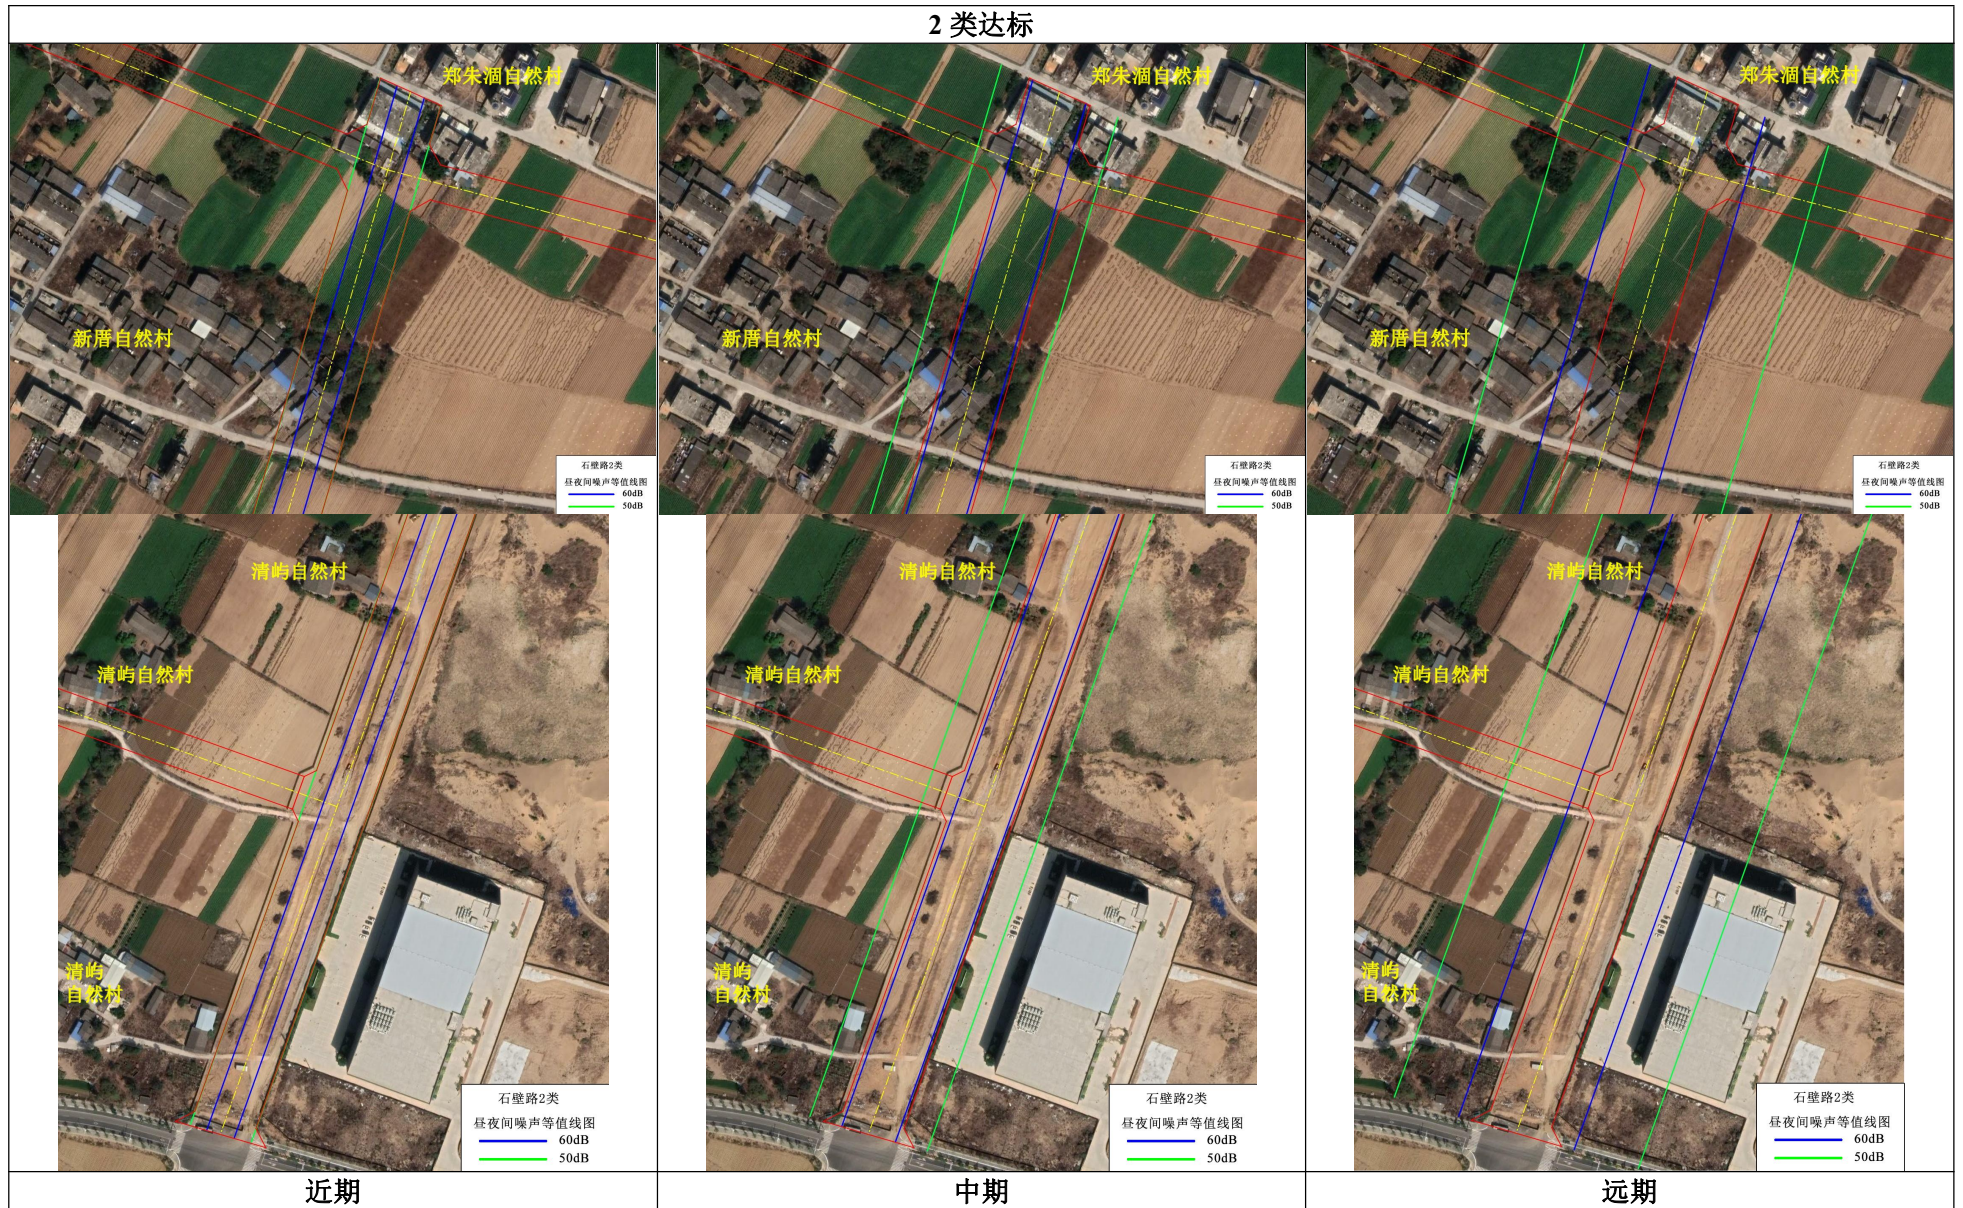 2 类达标
郑朱涸自然村
新厝自然村
石壁路2类
昼夜间噪声等值线图
60dB
50dB
郑朱涸自然村
新厝自然村
石壁路2类
昼夜间噪声等值线图
60dB
50dB
郑朱涸自然村
新厝自然村
石壁路2类
昼夜间噪声等值线图
60dB
50dB
清屿自然村
清屿自然村
清屿
自然村
石壁路2类
昼夜间噪声等值线图
60dB
50dB
清屿自然村
清屿自然村
清屿
自然村
石壁路2类
昼夜间噪声等值线图
60dB
50dB
清屿自然村
清屿自然村
清屿
自然村
石壁路2类
昼夜间噪声等值线图
60dB
50dB
近期
中期
远期